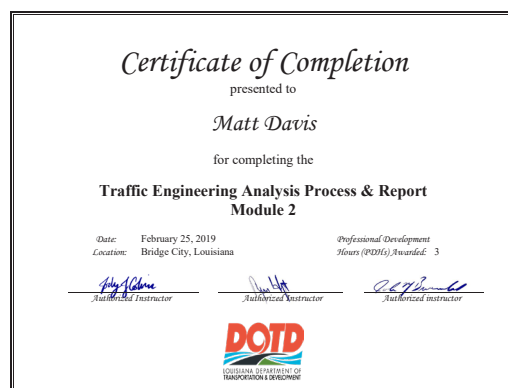 Certificate of Completion
presented to
Matt Davis
for completing the
Traffic Engineering Analysis Process & Report
Module 2
Date: February 25, 2019
Location: Bridge City, Louisiana
Professional Development
Hours (PDHs) Awarded: 3
Authorized Instructor
Authorized Instructor
Authorized instructor
DOTD
LOUISIANA DEPARTMENT OF
TRANSPORTATION & DEVELOPMENT